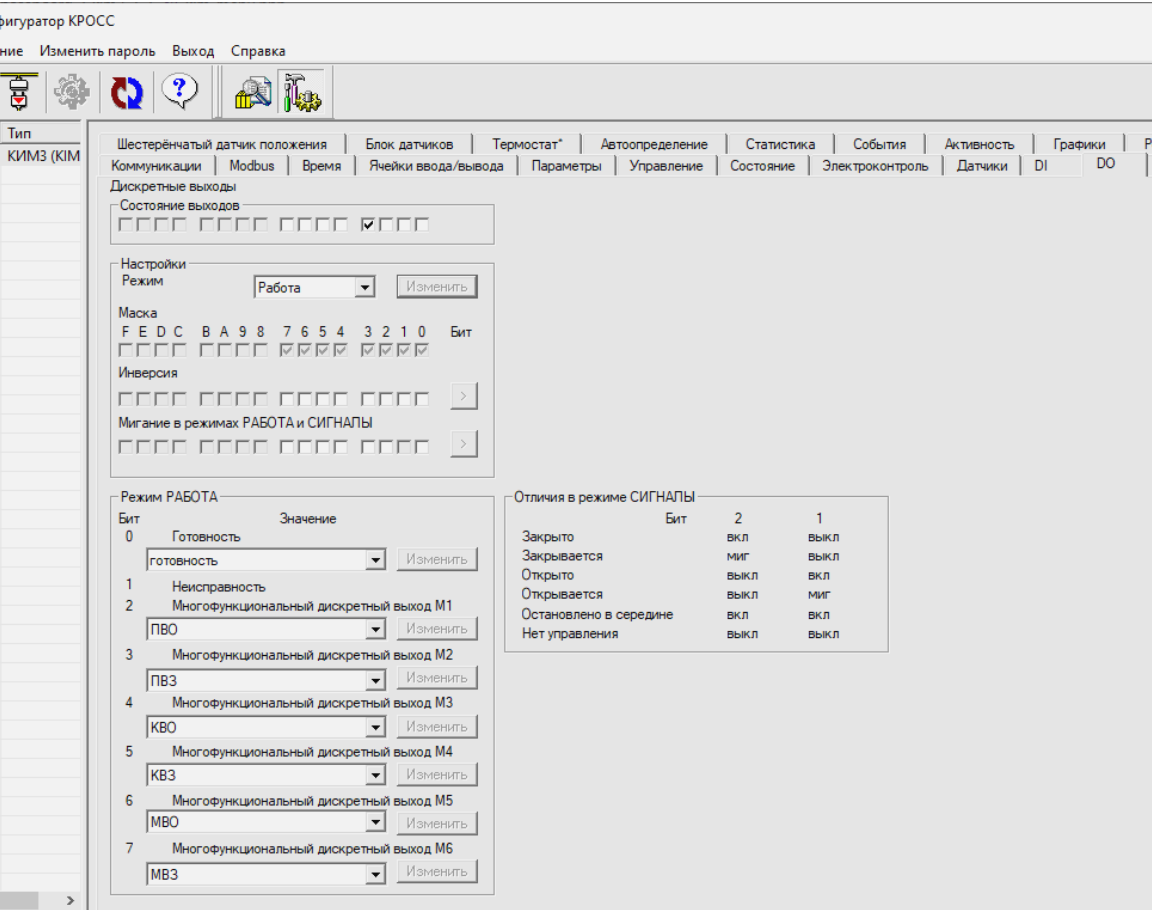 фигуратор КРОСС
ние Изменить пароль Выход Справка
Тип
КИМ3 (KIM
Шестерёнчатый датчик положения Блок датчиков Термостат* Автоопределение Статистика События Активность Графики Р
Коммуникации Modbus Время Ячейки ввода/вывода Параметры Управление Состояние Электроконтроль Датчики DI DO
Дискретные выходы
Состояние выходов
Настройки
Режим
Работа
Изменить
Маска
F E D C B A 9 8 7 6 5 4 3 2 1 0 Бит
Инверсия
>
Мигание в режимах РАБОТА и СИГНАЛЫ
>
Режим РАБОТА
Бит Значение
0 Готовность
готовность Изменить
1 Неисправность
2 Многофункциональный дискретный выход М1
ПВО Изменить
3 Многофункциональный дискретный выход М2
ПВЗ Изменить
4 Многофункциональный дискретный выход М3
КВО Изменить
5 Многофункциональный дискретный выход М4
КВЗ Изменить
6 Многофункциональный дискретный выход М5
МВО Изменить
7 Многофункциональный дискретный выход М6
МВЗ Изменить
Отличия в режиме СИГНАЛЫ
Бит 2 1
Закрыто вкл выкл
Закрывается миг выкл
Открыто выкл вкл
Открывается выкл миг
Остановлено в середине вкл вкл
Нет управления выкл выкл